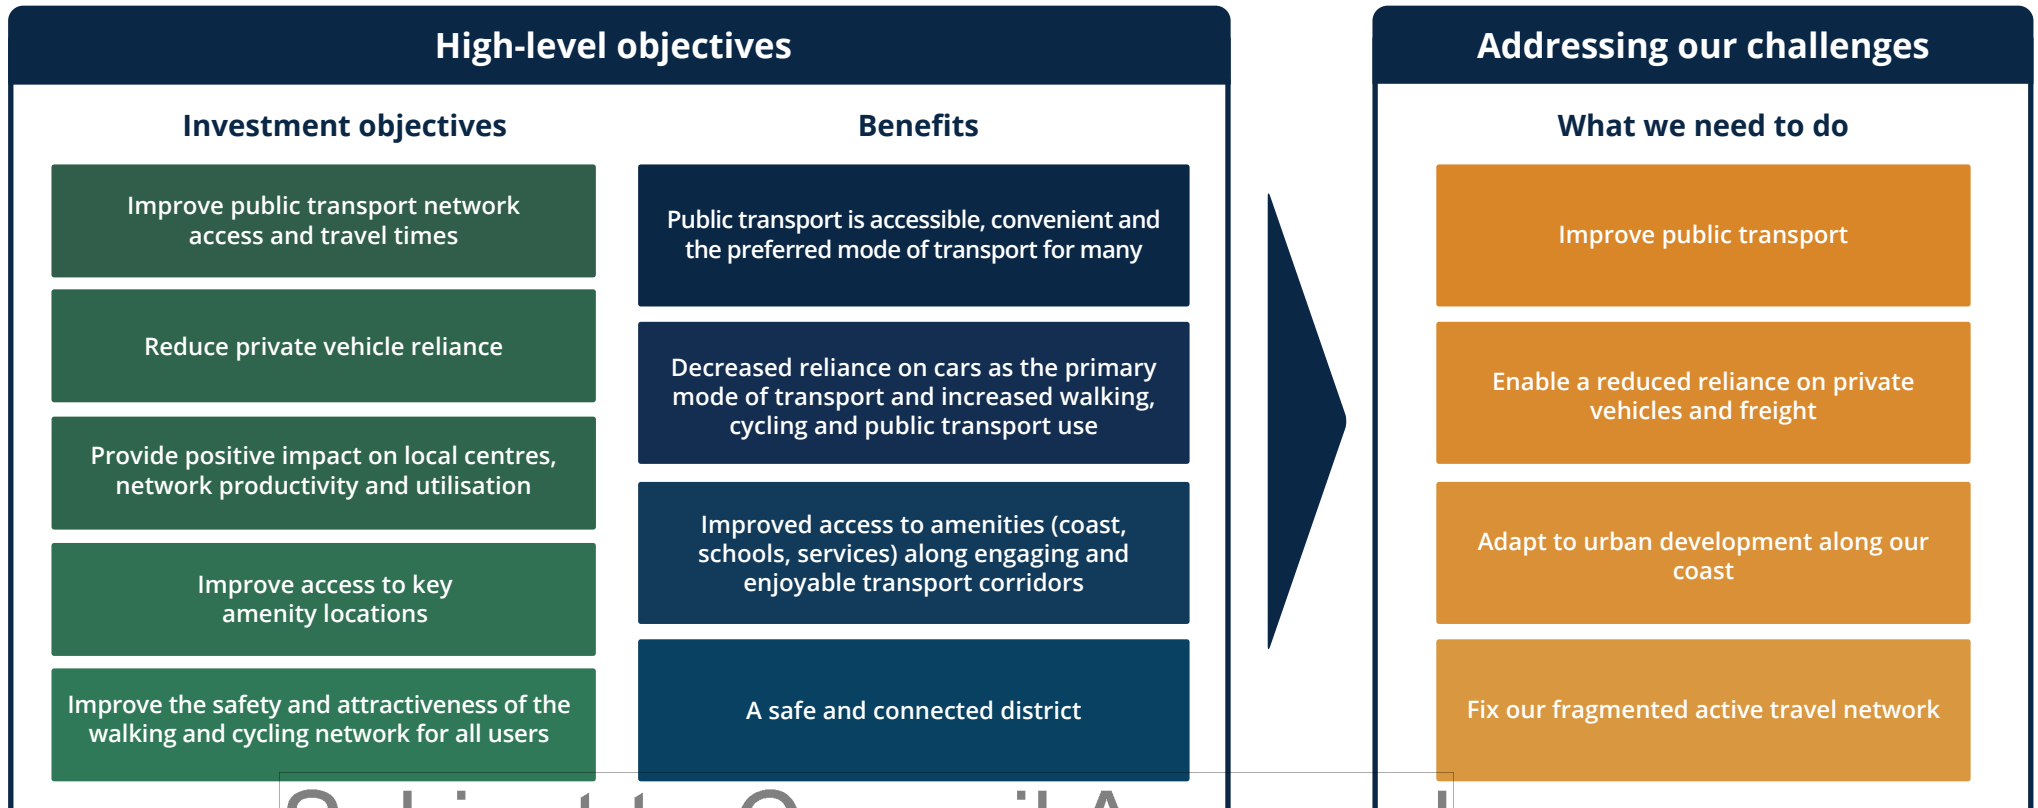 High-level objectives
Investment objectives
Improve public transport network
access and travel times
Reduce private vehicle reliance
Provide positive impact on local centres,
network productivity and utilisation
Improve access to key
amenity locations
Improve the safety and attractiveness of the
walking and cycling network for all users
Benefits
Public transport is accessible, convenient and
the preferred mode of transport for many
Decreased reliance on cars as the primary
mode of transport and increased walking,
cycling and public transport use
Improved access to amenities (coast,
schools, services) along engaging and
enjoyable transport corridors
A safe and connected district
Addressing our challenges
What we need to do
Improve public transport
Enable a reduced reliance on private
vehicles and freight
Adapt to urban development along our
coast
Fix our fragmented active travel network